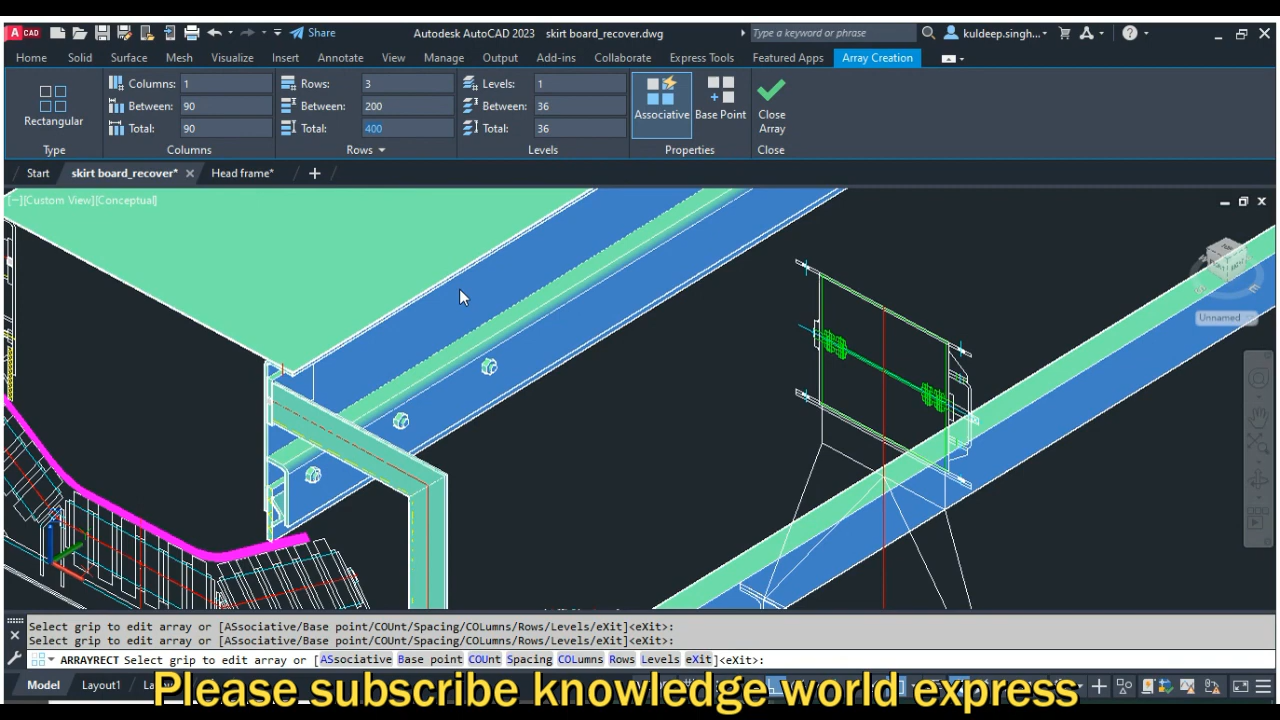 A CAD Share Autodesk AutoCAD 2023 skirt board_recover.dwg Type a keyword or phrase kuldeep.singh...
Home Solid Surface Mesh Visualize Insert Annotate View Manage Output Add-ins Collaborate Express Tools Featured Apps Array Creation
Columns: 1 Rows: 3 Levels: 1
Between: 90 Between: 200 Between: 36
Total: 90 Total: 400 Total: 36
Rectangular Associative Base Point Close Array
Type Columns Rows Levels Properties Close
Start skirt board_recover* Head frame*
[−][Custom View][Conceptual]
Unnamed
Select grip to edit array or [ASsociative/Base point/COUnt/Spacing/COLumns/Rows/Levels/eXit]<eXit>:
Select grip to edit array or [ASsociative/Base point/COUnt/Spacing/COLumns/Rows/Levels/eXit]<eXit>:
ARRAYRECT Select grip to edit array or [ASsociative Base point COUnt Spacing COLumns Rows Levels eXit]<eXit>:
Model Layout1
Please subscribe knowledge world express